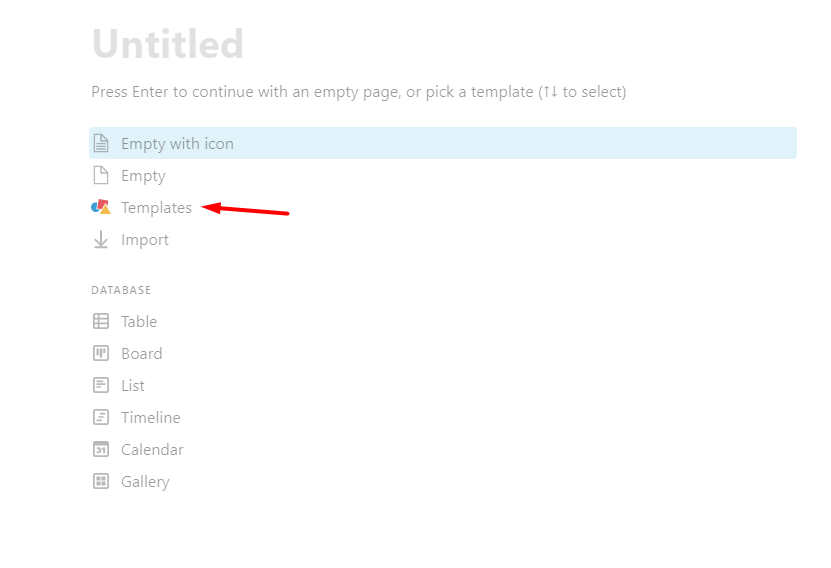 Untitled
Press Enter to continue with an empty page, or pick a template (↑↓ to select)
Empty with icon
Empty
Templates
Import
DATABASE
Table
Board
List
Timeline
31 Calendar
Gallery